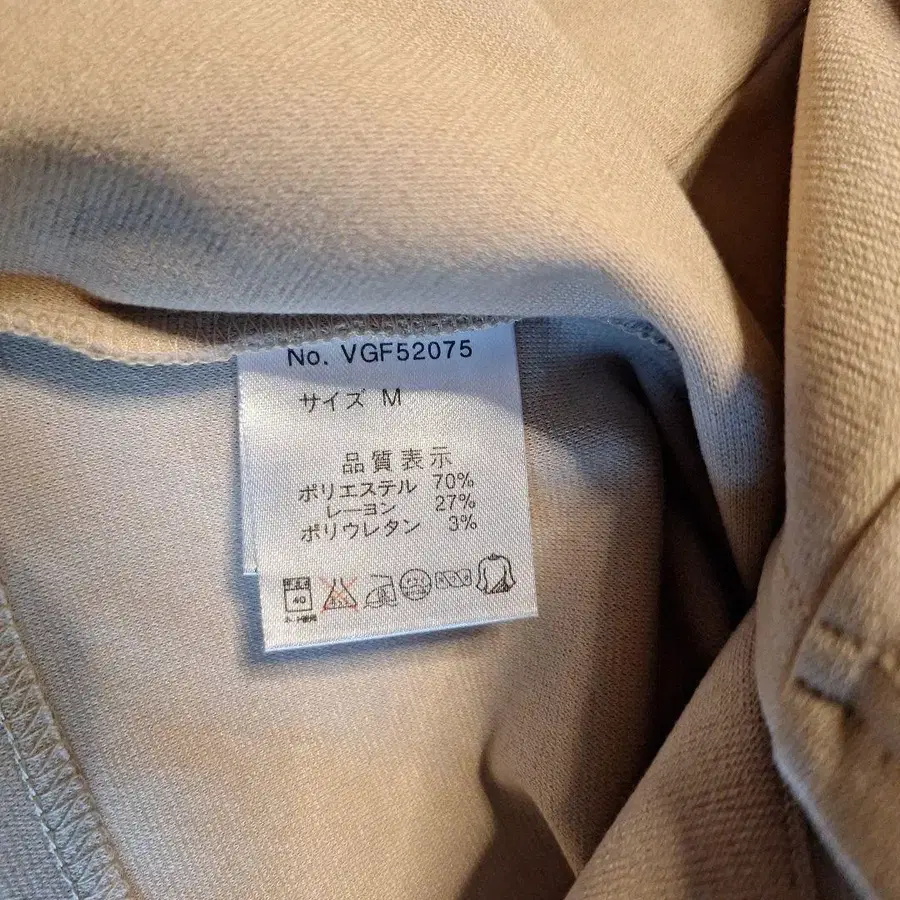 No. VGF52075
サイズ M
品質表示
ポリエステル 70%
レーヨン 27%
ポリウレタン 3%
40